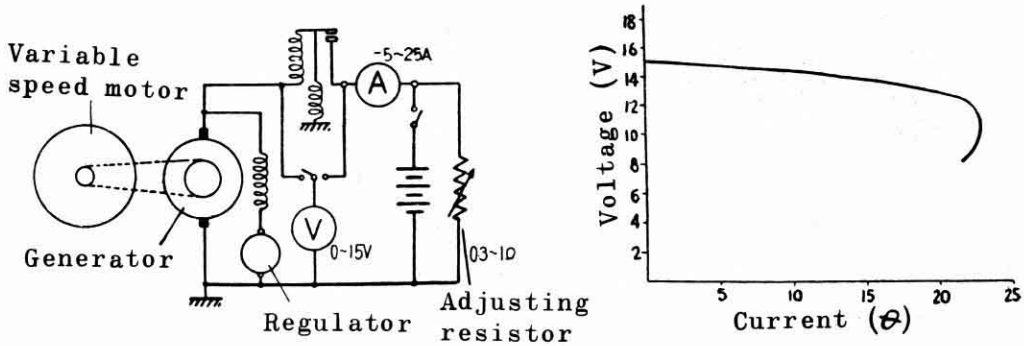 Variable
speed motor
Generator
-5~25A
A
V
0~15V
03~1Ω
Regulator
Adjusting
resistor
Voltage (V)
18
16
14
12
10
8
6
4
2
5
10
15
20
25
Current (θ)